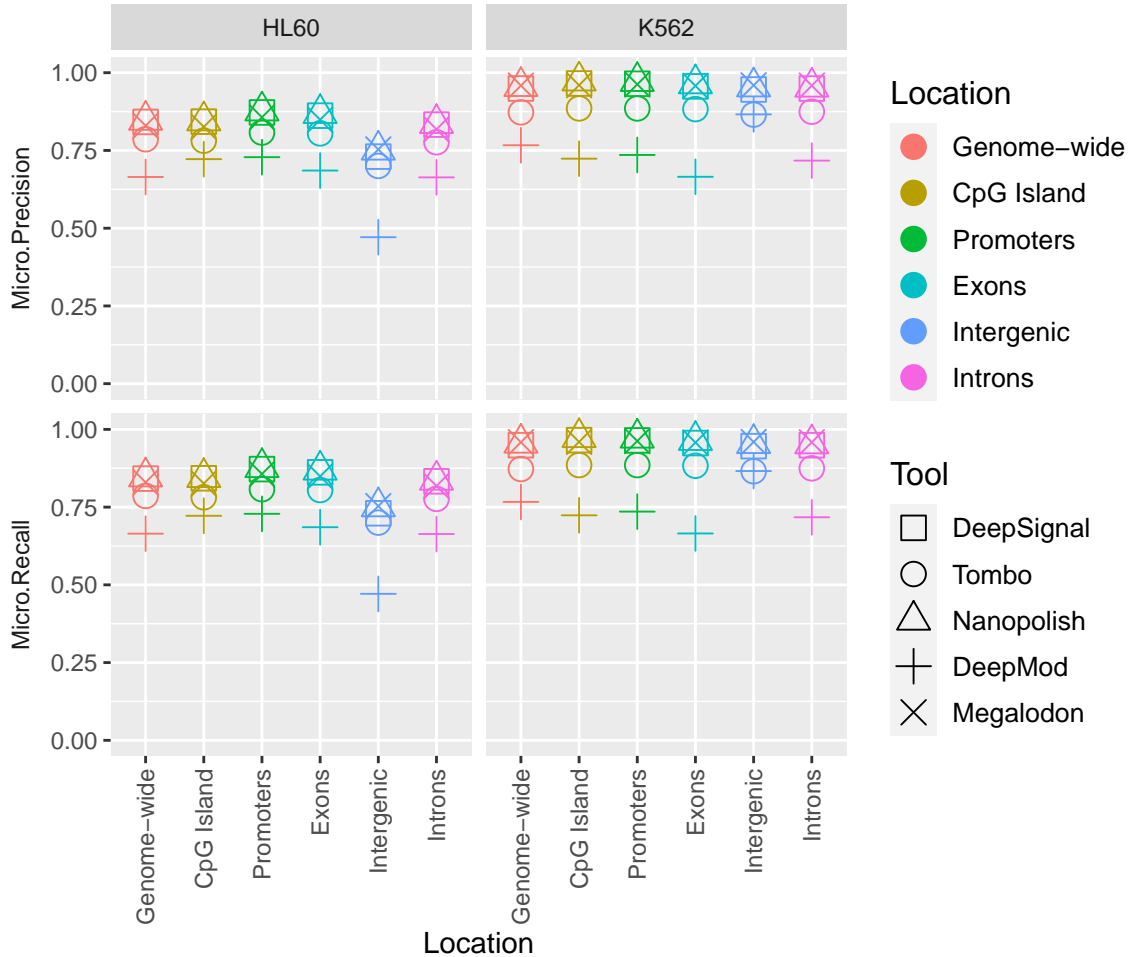 HL60
K562
Micro.Precision
1.00
0.75
0.50
0.25
0.00
Micro.Recall
1.00
0.75
0.50
0.25
0.00
Genome−wide
CpG Island
Promoters
Exons
Intergenic
Introns
Genome−wide
CpG Island
Promoters
Exons
Intergenic
Introns
Location
Location
Genome−wide
CpG Island
Promoters
Exons
Intergenic
Introns
Tool
DeepSignal
Tombo
Nanopolish
DeepMod
Megalodon